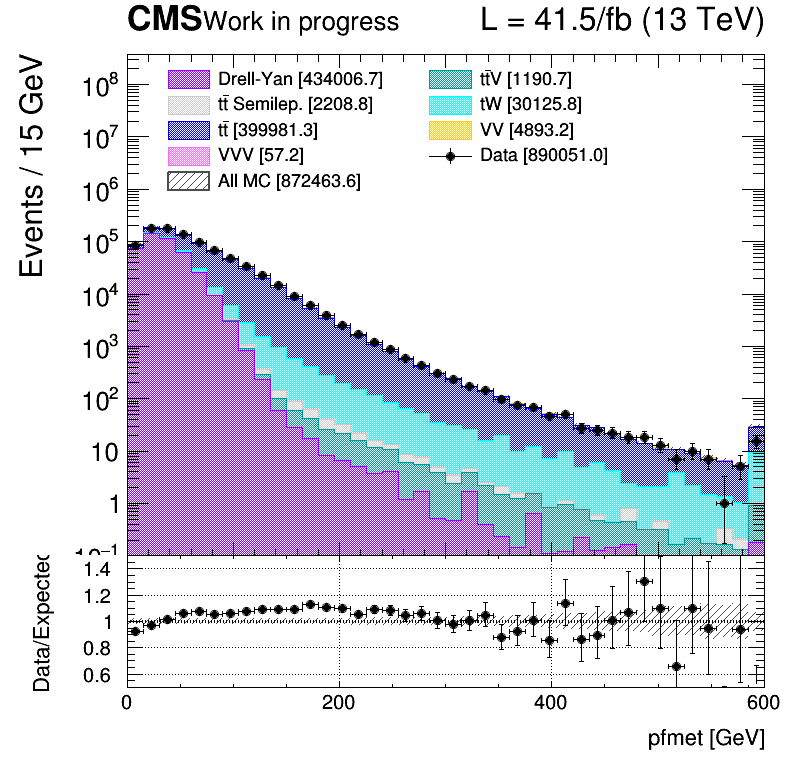 CMS Work in progress L = 41.5/fb (13 TeV)
Events / 15 GeV
Drell-Yan [434006.7] tt̄V [1190.7]
tt̄ Semilep. [2208.8] tW [30125.8]
tt̄ [399981.3] VV [4893.2]
VVV [57.2] Data [890051.0]
All MC [872463.6]
10⁸
10⁷
10⁶
10⁵
10⁴
10³
10²
10
1
10⁻¹
Data/Expected
1.4
1.2
1
0.8
0.6
0 200 400 600
pfmet [GeV]